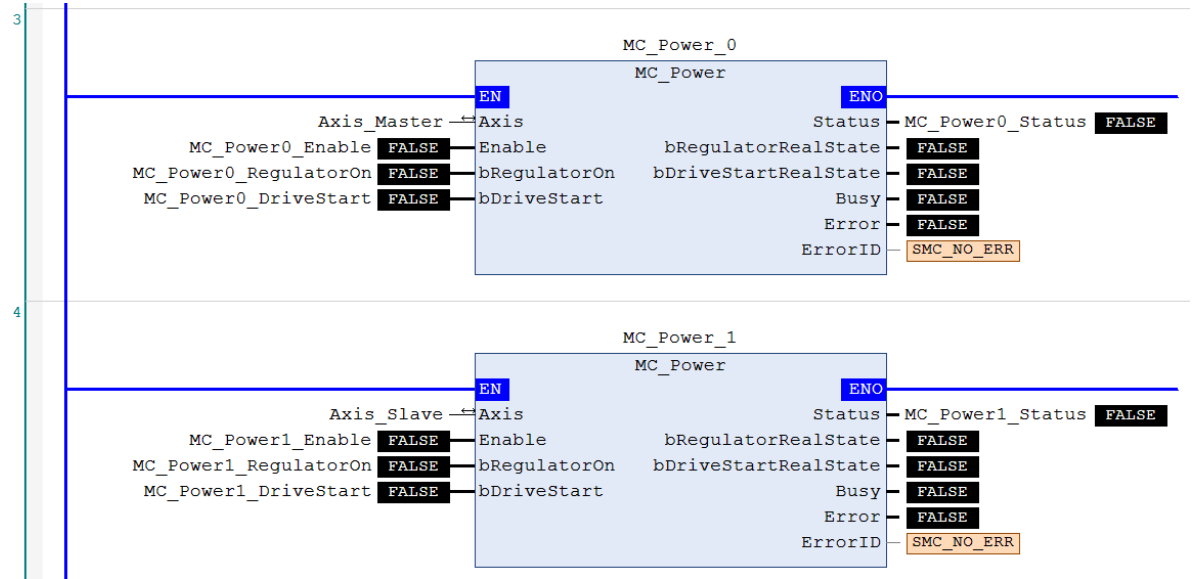 3
MC_Power_0
MC_Power
EN ENO
Axis_Master Axis Status MC_Power0_Status FALSE
MC_Power0_Enable FALSE Enable bRegulatorRealState FALSE
MC_Power0_RegulatorOn FALSE bRegulatorOn bDriveStartRealState FALSE
MC_Power0_DriveStart FALSE bDriveStart Busy FALSE
Error FALSE
ErrorID SMC_NO_ERR
4
MC_Power_1
MC_Power
EN ENO
Axis_Slave Axis Status MC_Power1_Status FALSE
MC_Power1_Enable FALSE Enable bRegulatorRealState FALSE
MC_Power1_RegulatorOn FALSE bRegulatorOn bDriveStartRealState FALSE
MC_Power1_DriveStart FALSE bDriveStart Busy FALSE
Error FALSE
ErrorID SMC_NO_ERR